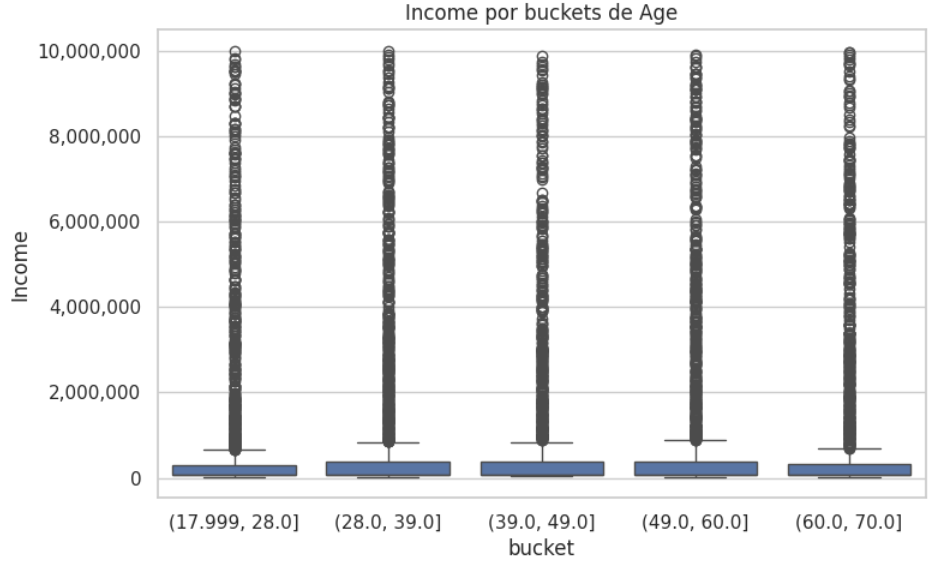 Income por buckets de Age
10,000,000
8,000,000
6,000,000
4,000,000
2,000,000
0
Income
(17.999, 28.0] (28.0, 39.0] (39.0, 49.0] (49.0, 60.0] (60.0, 70.0]
bucket